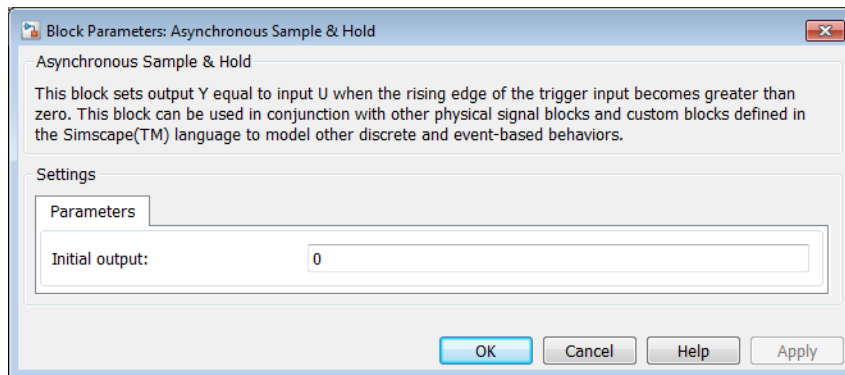 Block Parameters: Asynchronous Sample & Hold
Asynchronous Sample & Hold
This block sets output Y equal to input U when the rising edge of the trigger input becomes greater than
zero. This block can be used in conjunction with other physical signal blocks and custom blocks defined in
the Simscape(TM) language to model other discrete and event-based behaviors.
Settings
Parameters
Initial output: 0
OK Cancel Help Apply